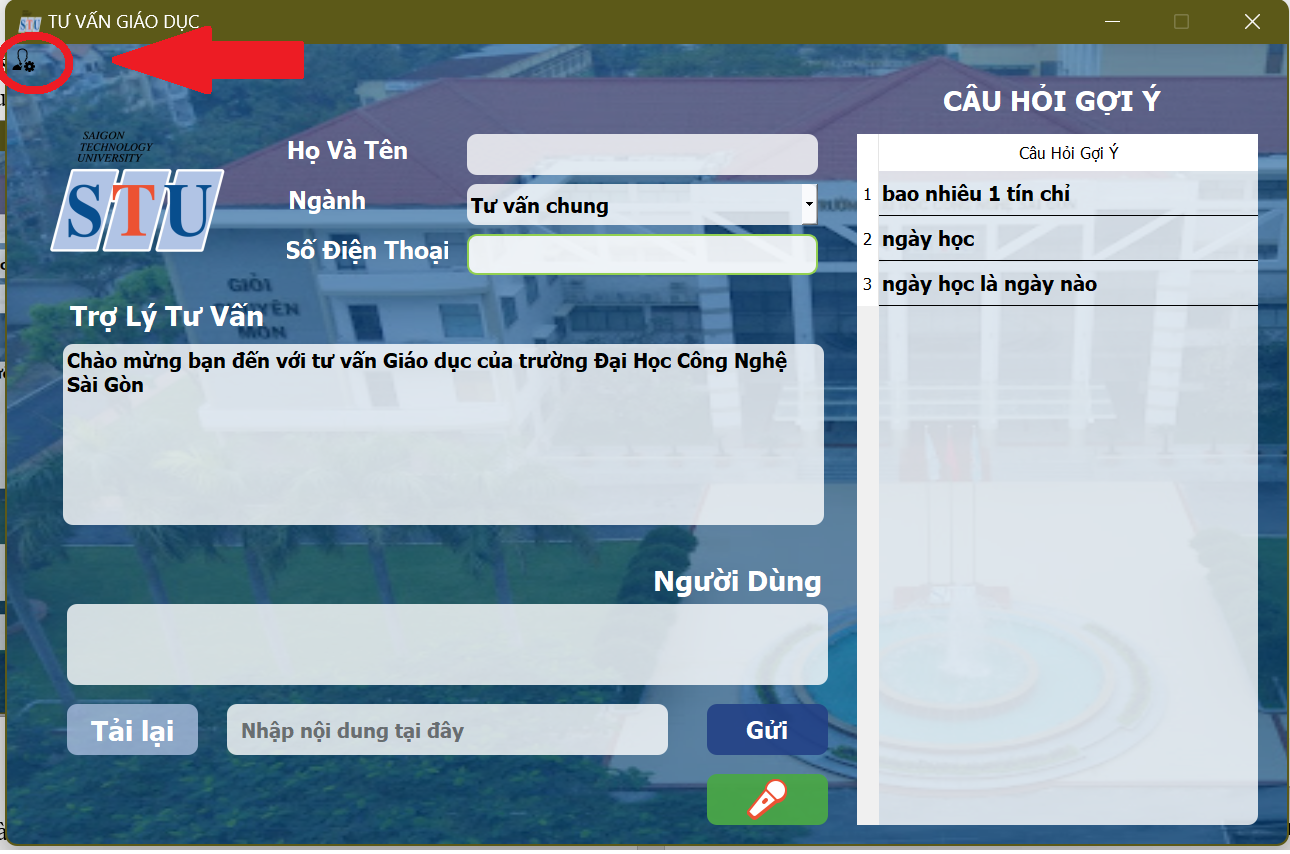 TƯ VẤN GIÁO DỤC
SAIGON
TECHNOLOGY
UNIVERSITY
STU
Họ Và Tên
Ngành
Tư vấn chung
Số Điện Thoại
Trợ Lý Tư Vấn
Chào mừng bạn đến với tư vấn Giáo dục của trường Đại Học Công Nghệ
Sài Gòn
Người Dùng
Tải lại
Nhập nội dung tại đây
Gửi
CÂU HỎI GỢI Ý
Câu Hỏi Gợi Ý
1 bao nhiêu 1 tín chỉ
2 ngày học
3 ngày học là ngày nào